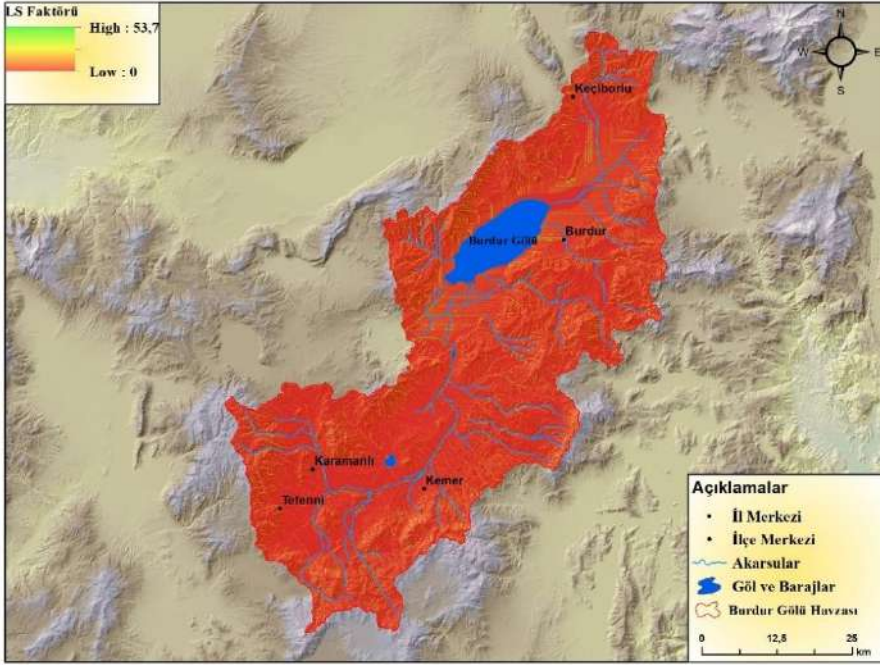 LS Faktörü
High : 53,7
Low : 0
N
W
E
S
Keçiborlu
Burdur Gölü
Burdur
Karamanlı
Kemer
Tefenni
Açıklamalar
İl Merkezi
İlçe Merkezi
Akarsular
Göl ve Barajlar
Burdur Gölü Havzası
0 12,5 25
km